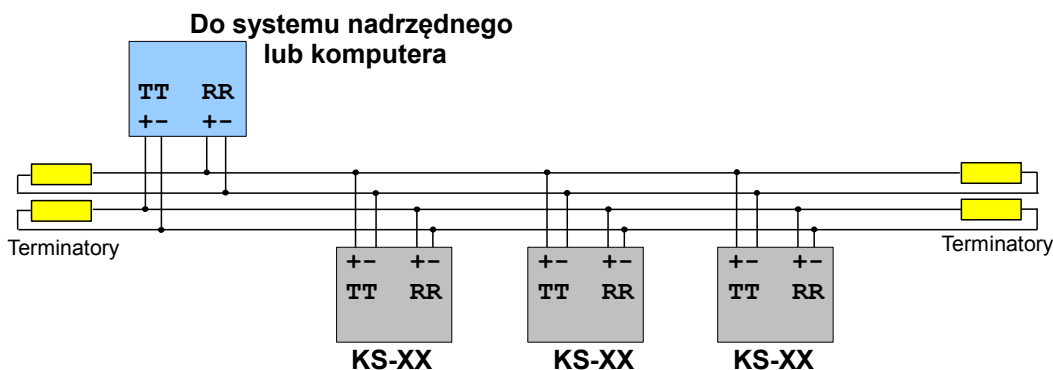 Do systemu nadrzędnego
lub komputera
TT RR
+- +-
Terminatory
Terminatory
+- +-
TT RR
+- +-
TT RR
+- +-
TT RR
KS-XX
KS-XX
KS-XX